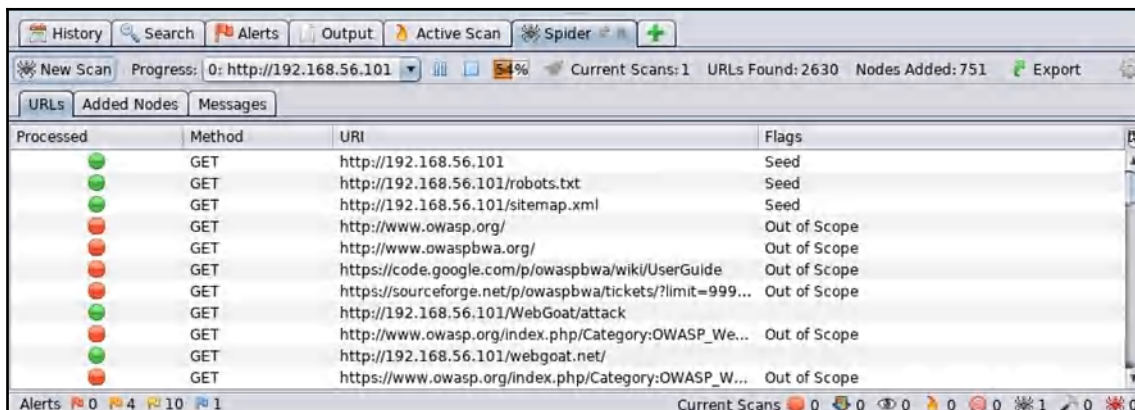 History Search Alerts Output Active Scan Spider
New Scan Progress: 0: http://192.168.56.101 54% Current Scans: 1 URLs Found: 2630 Nodes Added: 751 Export
URLs Added Nodes Messages
Processed Method URI Flags
GET http://192.168.56.101 Seed
GET http://192.168.56.101/robots.txt Seed
GET http://192.168.56.101/sitemap.xml Seed
GET http://www.owasp.org/ Out of Scope
GET http://www.owaspbwa.org/ Out of Scope
GET https://code.google.com/p/owaspbwa/wiki/UserGuide Out of Scope
GET https://sourceforge.net/p/owaspbwa/tickets/?limit=999... Out of Scope
GET http://192.168.56.101/WebGoat/attack
GET http://www.owasp.org/index.php/Category:OWASP_We... Out of Scope
GET http://192.168.56.101/webgoat.net/
GET https://www.owasp.org/index.php/Category:OWASP_W... Out of Scope
Alerts 0 4 10 1 Current Scans 0 0 0 0 0 1 0 0